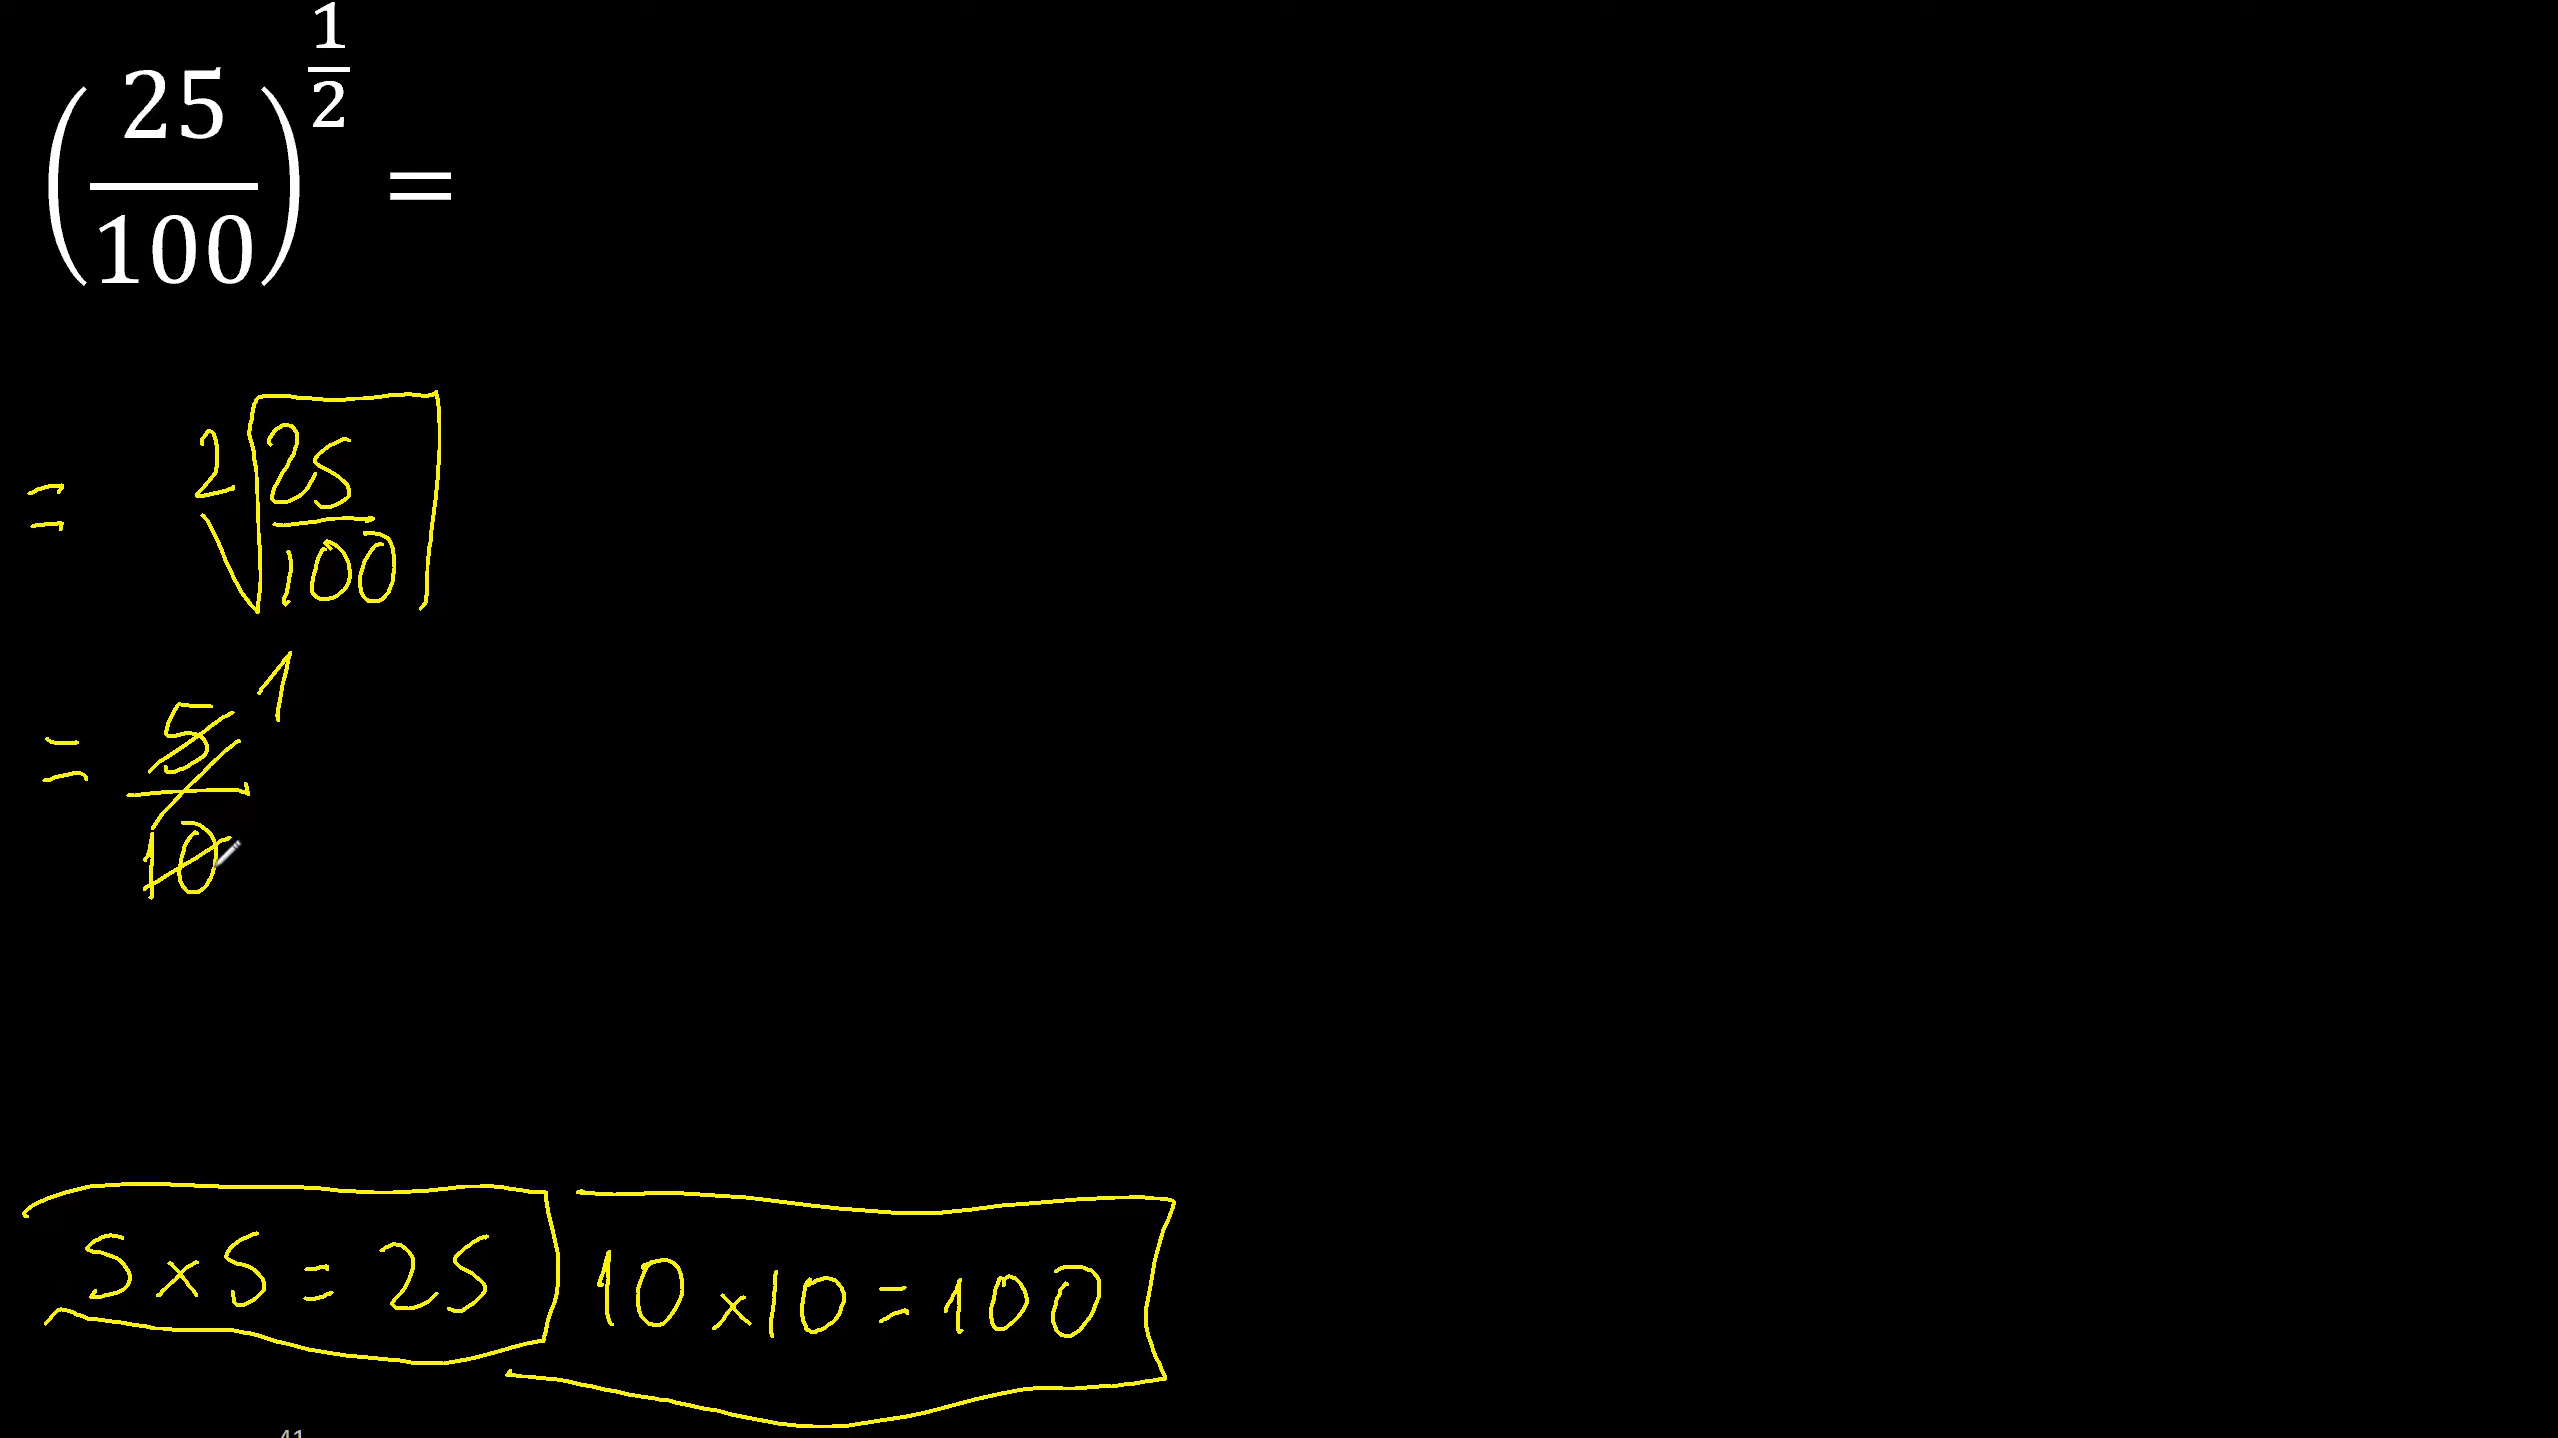 (25/100)^(1/2) =
= ²√(25/100)
= 5/10 1
5 × 5 = 25 10 × 10 = 100